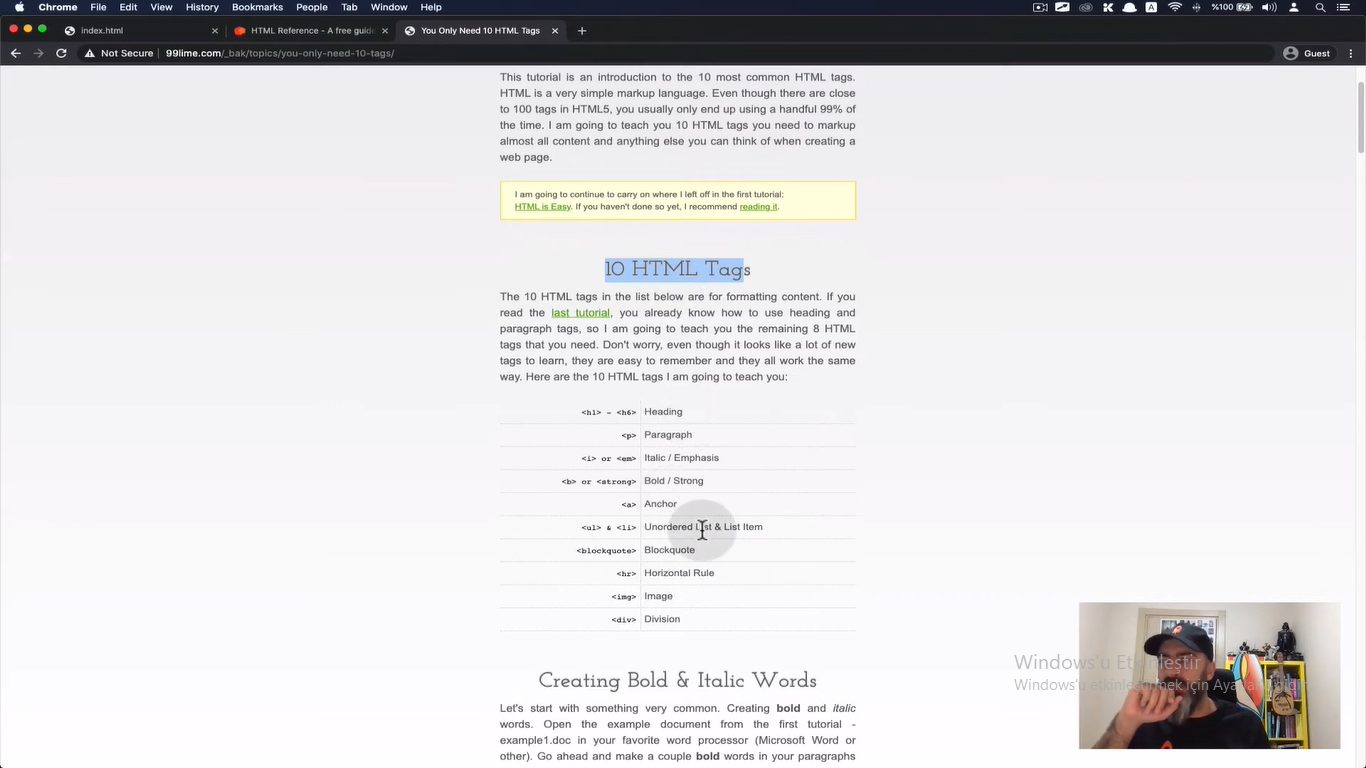 Chrome File Edit View History Bookmarks People Tab Window Help
A %100
index.html
HTML Reference - A free guide
You Only Need 10 HTML Tags
Not Secure 99lime.com/_bak/topics/you-only-need-10-tags/
Guest
This tutorial is an introduction to the 10 most common HTML tags.
HTML is a very simple markup language. Even though there are close
to 100 tags in HTML5, you usually only end up using a handful 99% of
the time. I am going to teach you 10 HTML tags you need to markup
almost all content and anything else you can think of when creating a
web page.
I am going to continue to carry on where I left off in the first tutorial:
HTML is Easy. If you haven't done so yet, I recommend reading it.
10 HTML Tags
The 10 HTML tags in the list below are for formatting content. If you
read the last tutorial, you already know how to use heading and
paragraph tags, so I am going to teach you the remaining 8 HTML
tags that you need. Don't worry, even though it looks like a lot of new
tags to learn, they are easy to remember and they all work the same
way. Here are the 10 HTML tags I am going to teach you:
<h1> - <h6> Heading
<p> Paragraph
<i> or <em> Italic / Emphasis
<b> or <strong> Bold / Strong
<a> Anchor
<ul> & <li> Unordered List & List Item
<blockquote> Blockquote
<hr> Horizontal Rule
<img> Image
<div> Division
Creating Bold & Italic Words
Let's start with something very common. Creating bold and italic
words. Open the example document from the first tutorial -
example1.doc in your favorite word processor (Microsoft Word or
other). Go ahead and make a couple bold words in your paragraphs
Windows'u Etkinleştir
Windows'u etkinleştirmek için